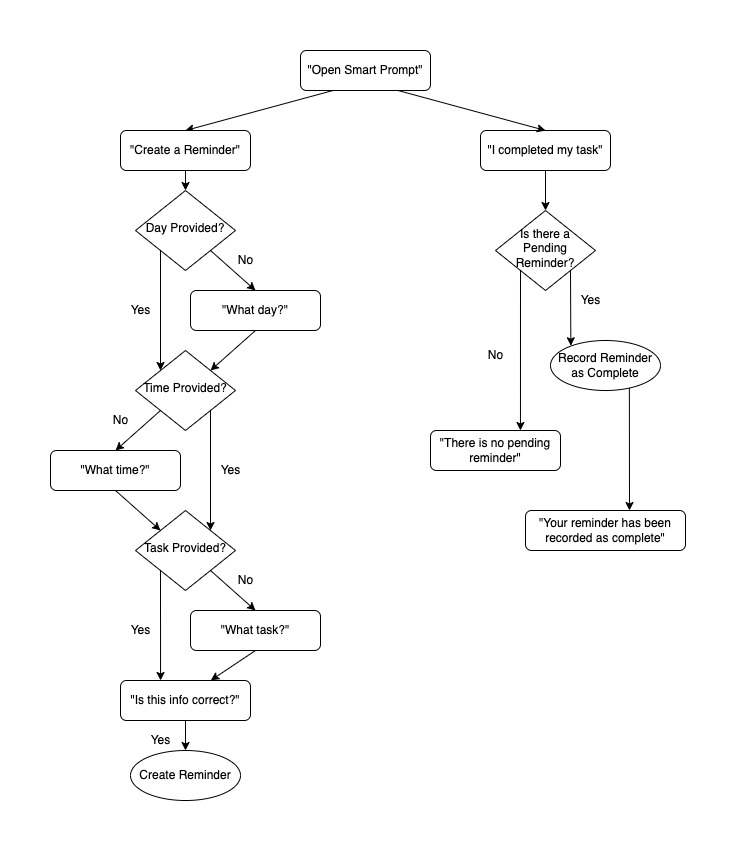 "Open Smart Prompt"
"Create a Reminder"
"I completed my task"
Day Provided?
Is there a
Pending
Reminder?
No
Yes
"What day?"
Yes
No
Record Reminder
as Complete
Time Provided?
No
"What time?"
Yes
"There is no pending
reminder"
"Your reminder has been
recorded as complete"
Task Provided?
No
Yes
"What task?"
"Is this info correct?"
Yes
Create Reminder